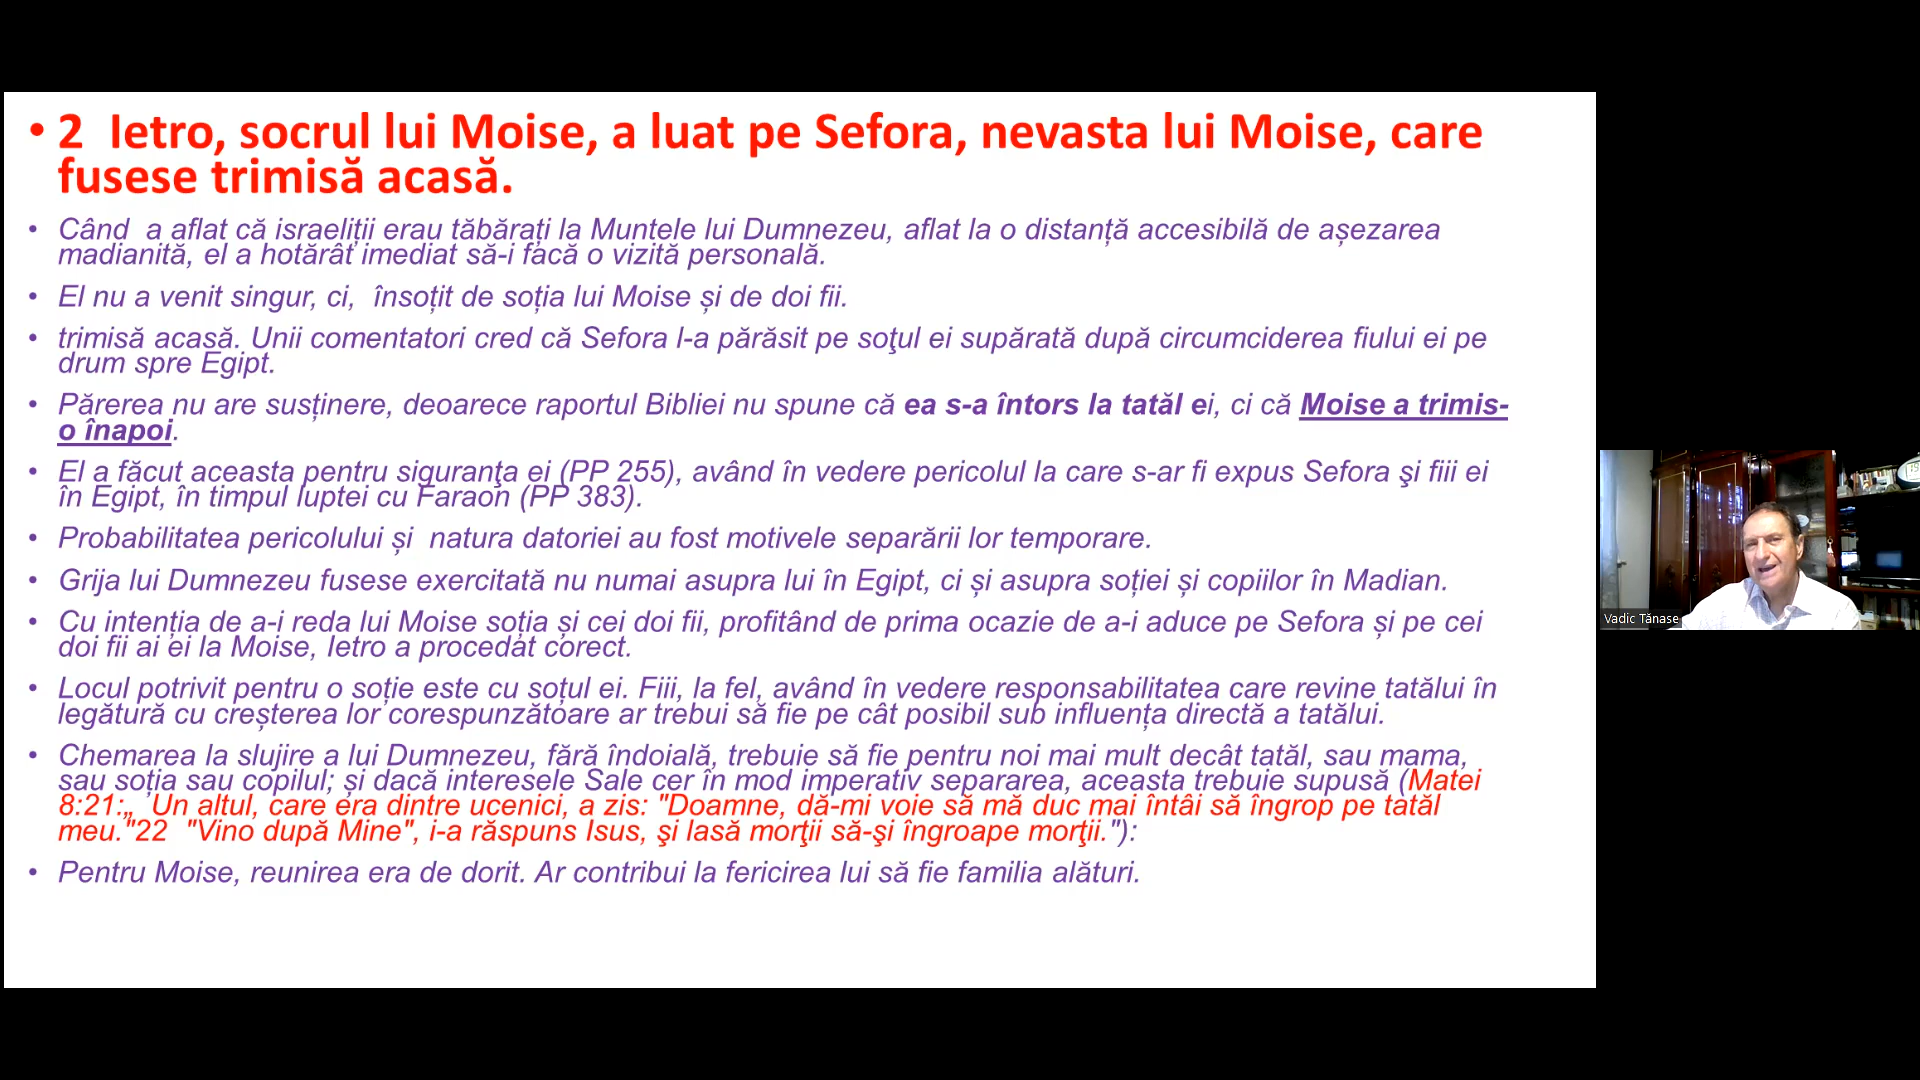 • 2  Ietro, socrul lui Moise, a luat pe Sefora, nevasta lui Moise, care
fusese trimisă acasă.
• Când  a aflat că israeliții erau tăbărați la Muntele lui Dumnezeu, aflat la o distanță accesibilă de așezarea
madianită, el a hotărât imediat să-i facă o vizită personală.
• El nu a venit singur, ci,  însoțit de soția lui Moise și de doi fii.
• trimisă acasă. Unii comentatori cred că Sefora l-a părăsit pe soţul ei supărată după circumciderea fiului ei pe
drum spre Egipt.
• Părerea nu are susținere, deoarece raportul Bibliei nu spune că ea s-a întors la tatăl ei, ci că Moise a trimis-
o înapoi.
• El a făcut aceasta pentru siguranţa ei (PP 255), având în vedere pericolul la care s-ar fi expus Sefora şi fiii ei
în Egipt, în timpul luptei cu Faraon (PP 383).
• Probabilitatea pericolului și  natura datoriei au fost motivele separării lor temporare.
• Grija lui Dumnezeu fusese exercitată nu numai asupra lui în Egipt, ci și asupra soției și copiilor în Madian.
• Cu intenția de a-i reda lui Moise soția și cei doi fii, profitând de prima ocazie de a-i aduce pe Sefora și pe cei
doi fii ai ei la Moise, Ietro a procedat corect.
• Locul potrivit pentru o soție este cu soțul ei. Fiii, la fel, având în vedere responsabilitatea care revine tatălui în
legătură cu creșterea lor corespunzătoare ar trebui să fie pe cât posibil sub influența directă a tatălui.
• Chemarea la slujire a lui Dumnezeu, fără îndoială, trebuie să fie pentru noi mai mult decât tatăl, sau mama,
sau soția sau copilul; și dacă interesele Sale cer în mod imperativ separarea, aceasta trebuie supusă (Matei
8:21:„  Un altul, care era dintre ucenici, a zis: "Doamne, dă-mi voie să mă duc mai întâi să îngrop pe tatăl
meu."22  "Vino după Mine", i-a răspuns Isus, şi lasă morţii să-şi îngroape morţii."):
• Pentru Moise, reunirea era de dorit. Ar contribui la fericirea lui să fie familia alături.
Vadic Tănase